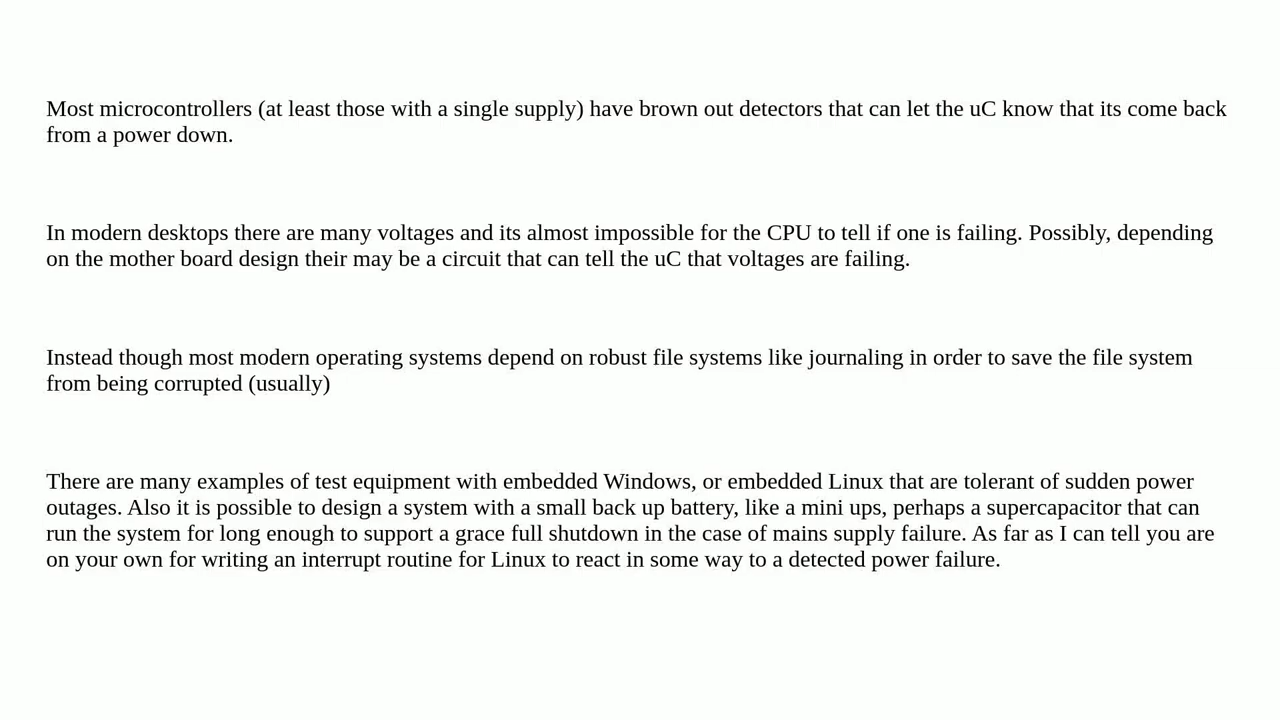 Most microcontrollers (at least those with a single supply) have brown out detectors that can let the uC know that its come back
from a power down.
In modern desktops there are many voltages and its almost impossible for the CPU to tell if one is failing. Possibly, depending
on the mother board design their may be a circuit that can tell the uC that voltages are failing.
Instead though most modern operating systems depend on robust file systems like journaling in order to save the file system
from being corrupted (usually)
There are many examples of test equipment with embedded Windows, or embedded Linux that are tolerant of sudden power
outages. Also it is possible to design a system with a small back up battery, like a mini ups, perhaps a supercapacitor that can
run the system for long enough to support a grace full shutdown in the case of mains supply failure. As far as I can tell you are
on your own for writing an interrupt routine for Linux to react in some way to a detected power failure.